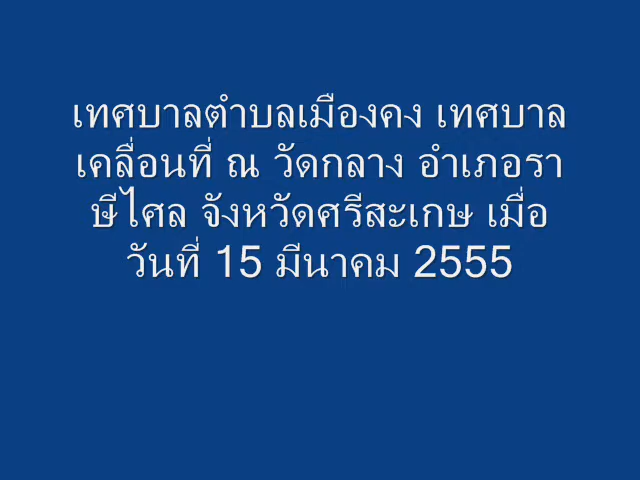 เทศบาลตำบลเมืองคง เทศบาล
เคลื่อนที่ ณ วัดกลาง อำเภอรา
ษีไศล จังหวัดศรีสะเกษ เมื่อ
วันที่ 15 มีนาคม 2555